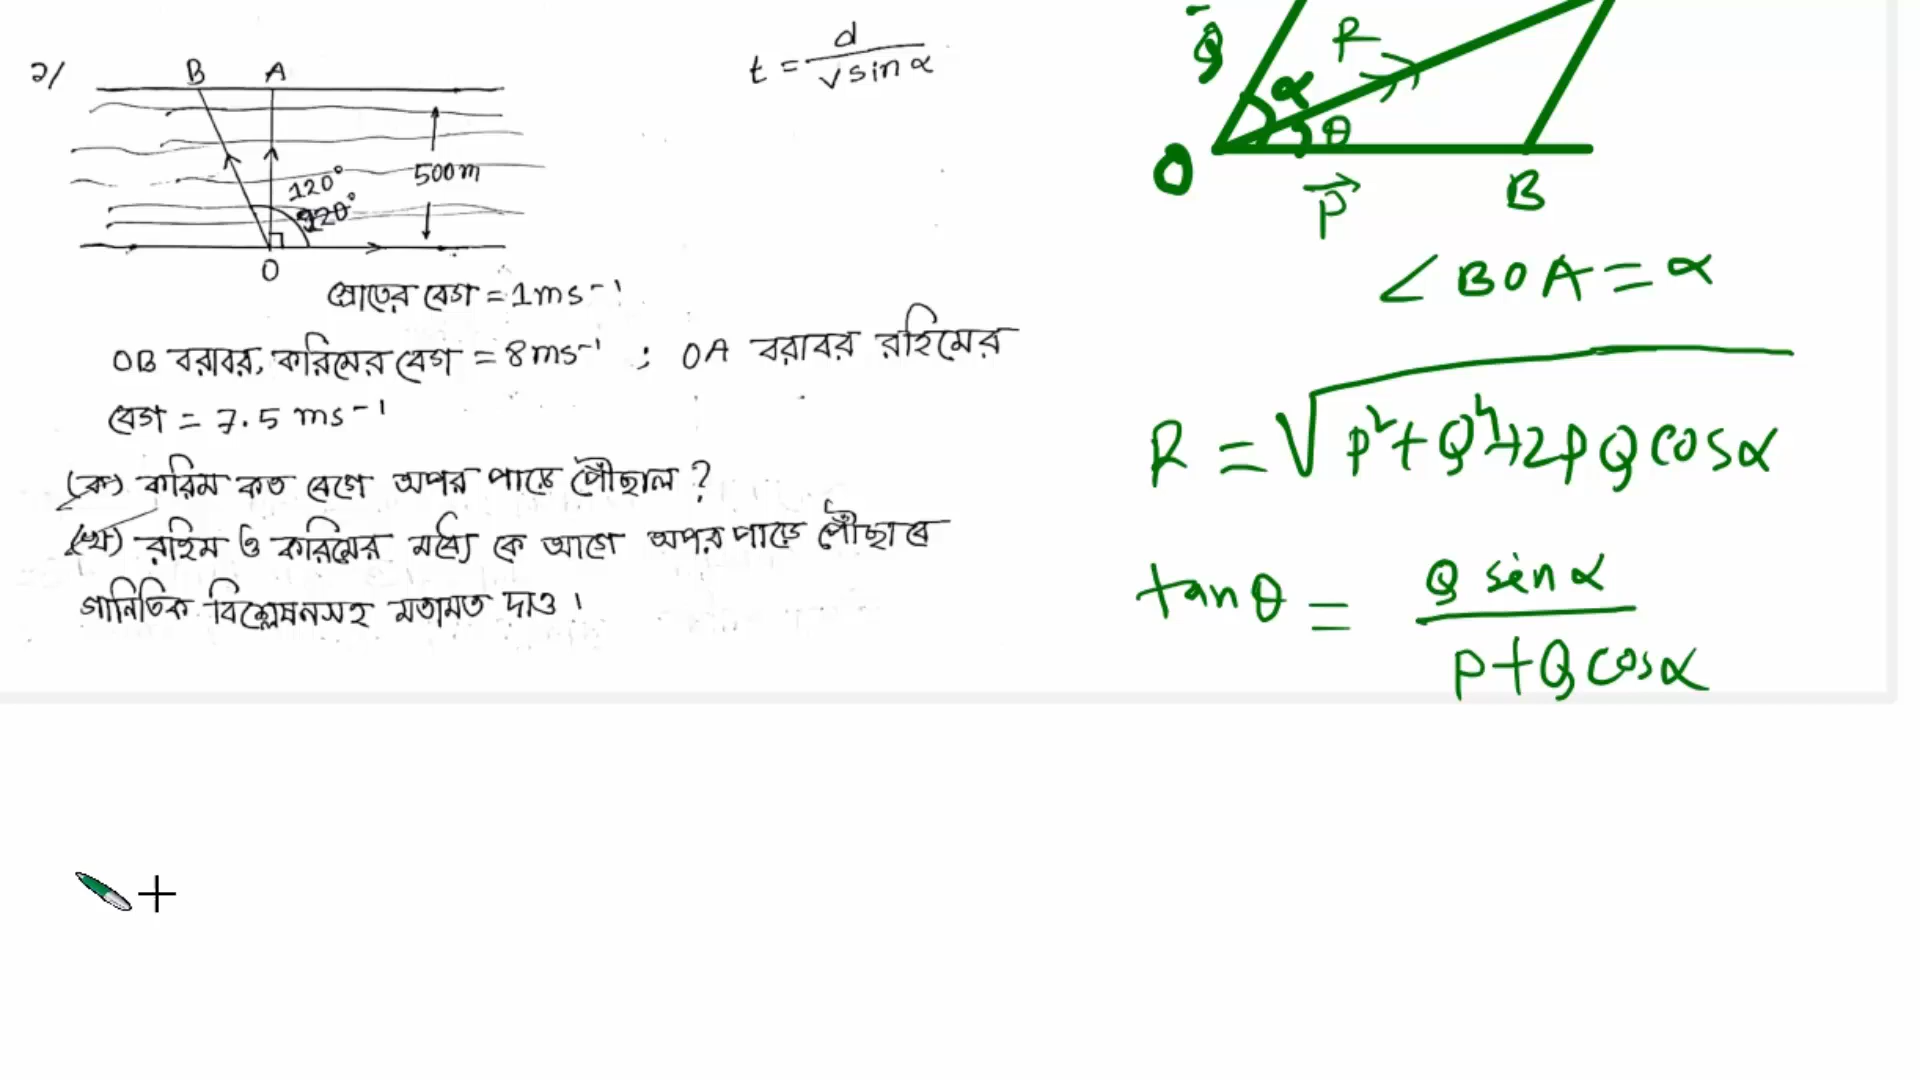 ১/
B A
120°
120°
500m
O
স্রোতের বেগ = 1ms⁻¹
OB বরাবর, করিমের বেগ = 8ms⁻¹ ; OA বরাবর রহিমের
বেগ = 7.5 ms⁻¹
(ক) করিম কত বেগে অপর পাড়ে পৌঁছাল ?
(খ) রহিম ও করিমের মধ্যে কে আগে অপর পাড়ে পৌঁছাবে
গানিতিক বিশ্লেষনসহ মতামত দাও ।
t = d / v sin α
Q R
α θ
O P B
∠BOA = α
R = √P² + Q² + 2PQ cosα
tan θ = Q sin α / P + Q cos α